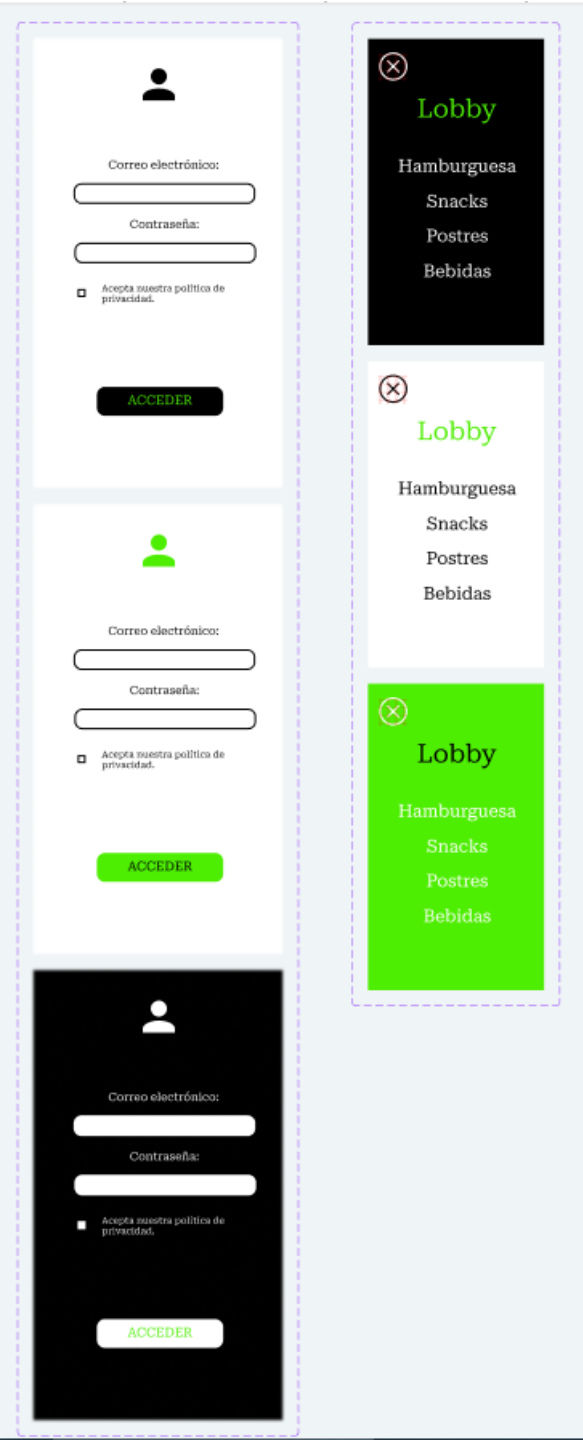 Correo electrónico:
Contraseña:
Acepta nuestra política de
privacidad.
ACCEDER
Correo electrónico:
Contraseña:
Acepta nuestra política de
privacidad.
ACCEDER
Correo electrónico:
Contraseña:
Acepta nuestra política de
privacidad.
ACCEDER
Lobby
Hamburguesa
Snacks
Postres
Bebidas
Lobby
Hamburguesa
Snacks
Postres
Bebidas
Lobby
Hamburguesa
Snacks
Postres
Bebidas